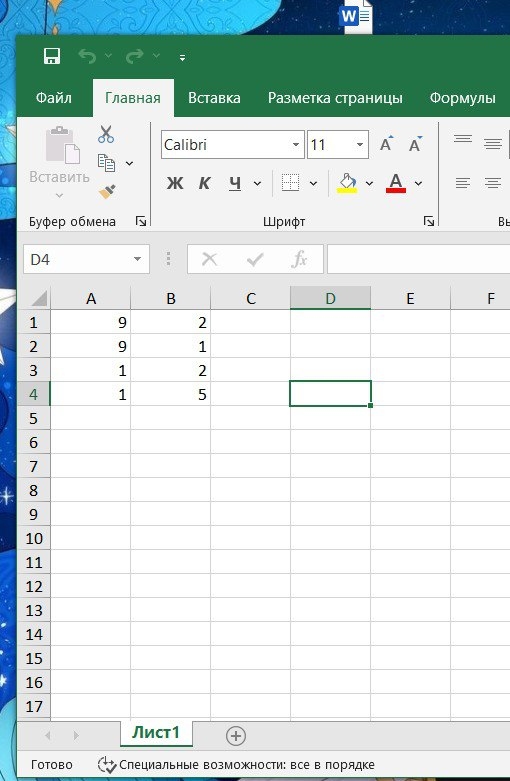 W
Файл Главная Вставка Разметка страницы Формулы
Вставить
Calibri 11 A A
Ж К Ч А
Буфер обмена Шрифт
D4 fx
A B C D E F
1 9 2
2 9 1
3 1 2
4 1 5
5
6
7
8
9
10
11
12
13
14
15
16
17
Лист1
Готово Специальные возможности: все в порядке